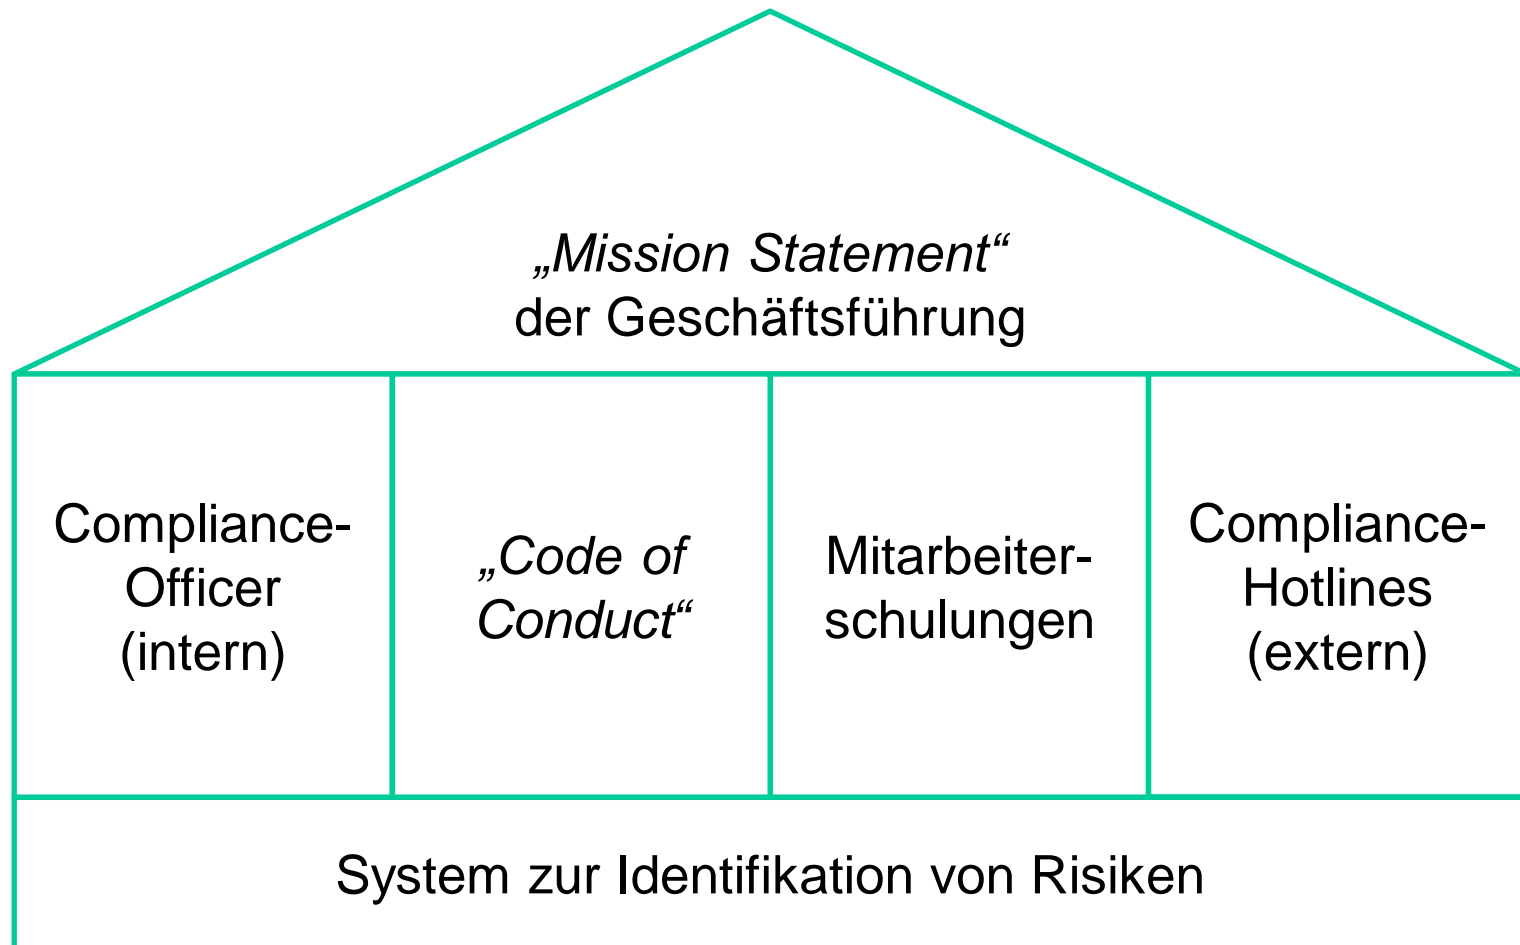 „Mission Statement“
der Geschäftsführung
Compliance-
Officer
(intern)
„Code of
Conduct“
Mitarbeiter-
schulungen
Compliance-
Hotlines
(extern)
System zur Identifikation von Risiken